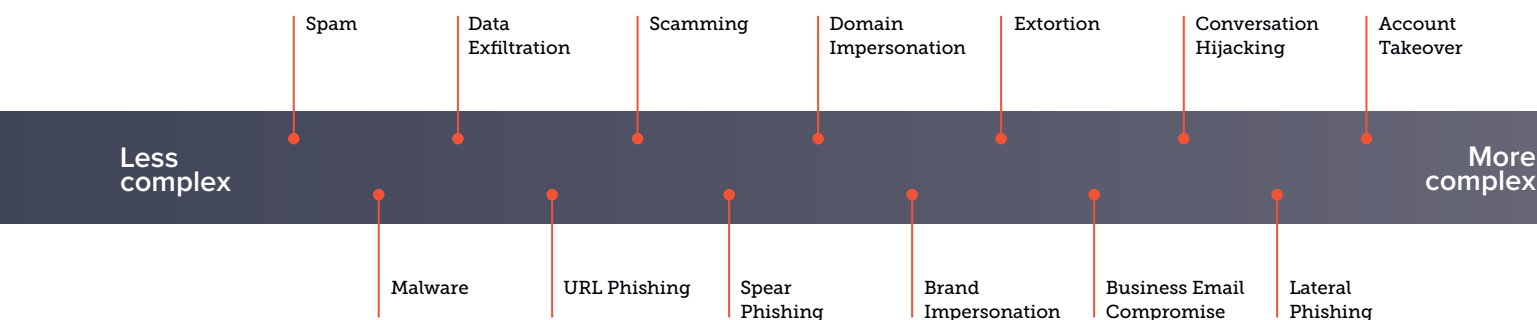 Spam
Data
Exfiltration
Scamming
Domain
Impersonation
Extortion
Conversation
Hijacking
Account
Takeover
Less
complex
More
complex
Malware
URL Phishing
Spear
Phishing
Brand
Impersonation
Business Email
Compromise
Lateral
Phishing